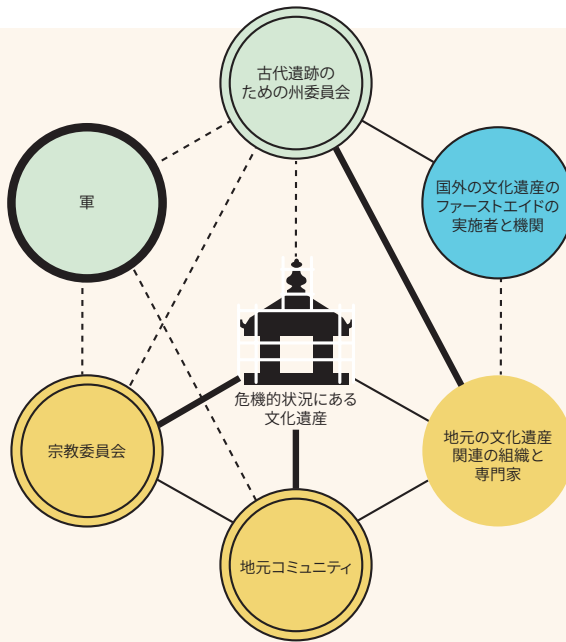 古代遺跡の
ための州委員会
軍
国外の文化遺産の
ファーストエイドの
実施者と機関
危機的状況にある
文化遺産
宗教委員会
地元の文化遺産
関連の組織と
専門家
地元コミュニティ